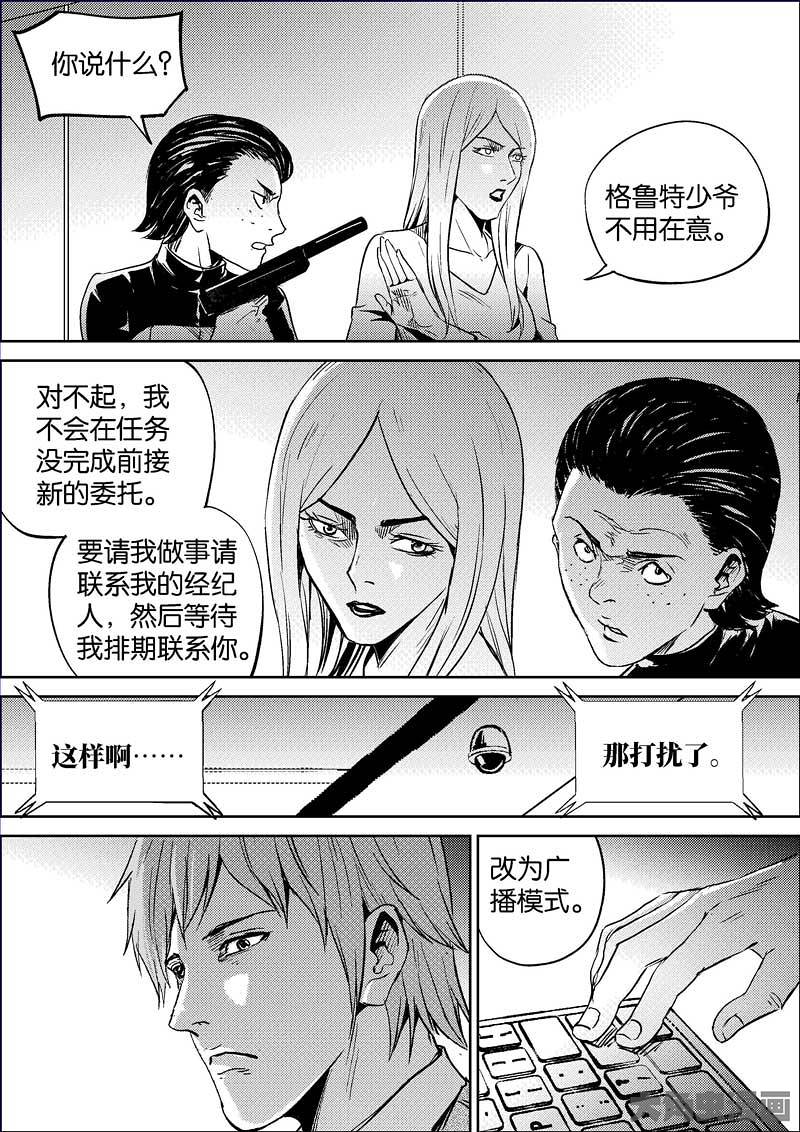 你说什么？
格鲁特少爷
不用在意。
对不起，我
不会在任务
没完成前接
新的委托。
要请我做事请
联系我的经纪
人，然后等待
我排期联系你。
这样啊……
那打扰了。
改为广
播模式。